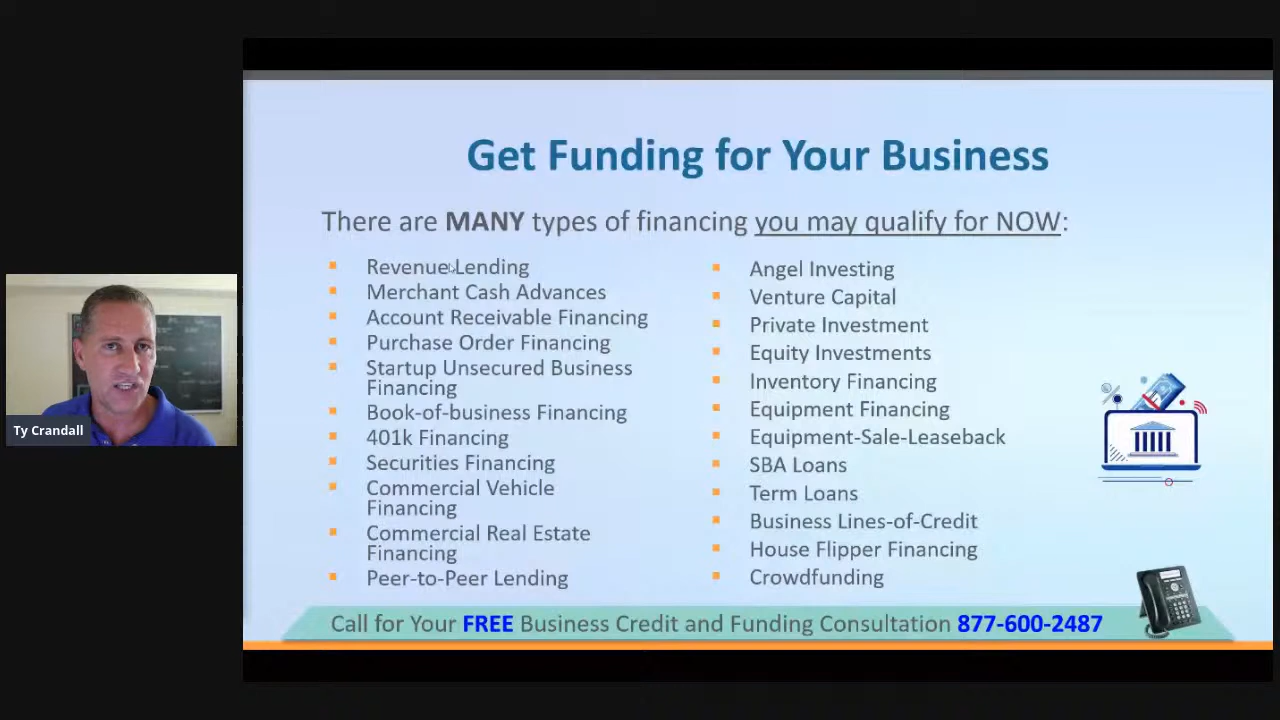 Get Funding for Your Business
There are MANY types of financing you may qualify for NOW:
Revenue Lending
Merchant Cash Advances
Account Receivable Financing
Purchase Order Financing
Startup Unsecured Business
Financing
Book-of-business Financing
401k Financing
Securities Financing
Commercial Vehicle
Financing
Commercial Real Estate
Financing
Peer-to-Peer Lending
Angel Investing
Venture Capital
Private Investment
Equity Investments
Inventory Financing
Equipment Financing
Equipment-Sale-Leaseback
SBA Loans
Term Loans
Business Lines-of-Credit
House Flipper Financing
Crowdfunding
Ty Crandall
Call for Your FREE Business Credit and Funding Consultation 877-600-2487